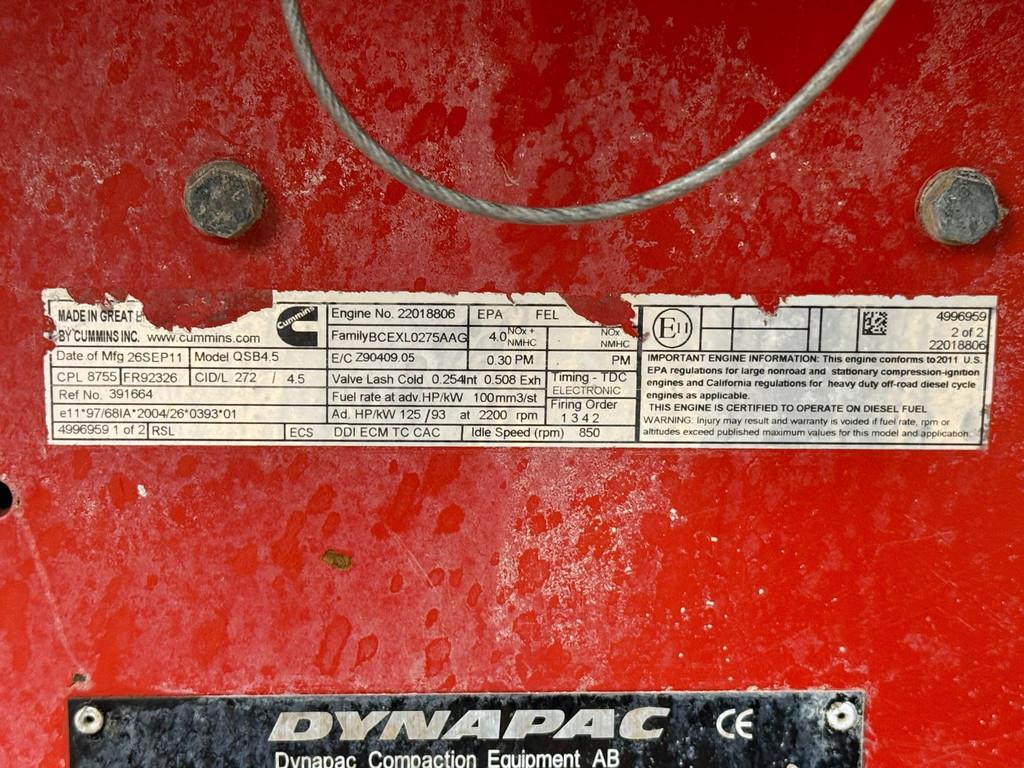 MADE IN GREAT
BY CUMMINS INC. www.cummins.com
Cummins
Date of Mfg 26SEP11 Model QSB4.5
CPL 8755 FR92326 CID/L 272 / 4.5
Ref No. 391664
e11*97/68IA*2004/26*0393*01
4996959 1 of 2 RSL ECS DDI ECM TC CAC Idle Speed (rpm) 850
Engine No. 22018806 EPA FEL
Family BCEXL0275AAG 4.0 NOx + NMHC NOx NMHC
E/C Z90409.05 0.30 PM PM
Valve Lash Cold 0.254Int 0.508 Exh Timing - TDC
ELECTRONIC
Fuel rate at adv. HP/kW 100mm3/st
Firing Order
1 3 4 2
Ad. HP/kW 125 /93 at 2200 rpm
E11
4996959
2 of 2
22018806
IMPORTANT ENGINE INFORMATION: This engine conforms to 2011 U.S.
EPA regulations for large nonroad and stationary compression-ignition
engines and California regulations for heavy duty off-road diesel cycle
engines as applicable.
THIS ENGINE IS CERTIFIED TO OPERATE ON DIESEL FUEL
WARNING: Injury may result and warranty is voided if fuel rate, rpm or
altitudes exceed published maximum values for this model and application.
DYNAPAC CE
Dynapac Compaction Equipment AB